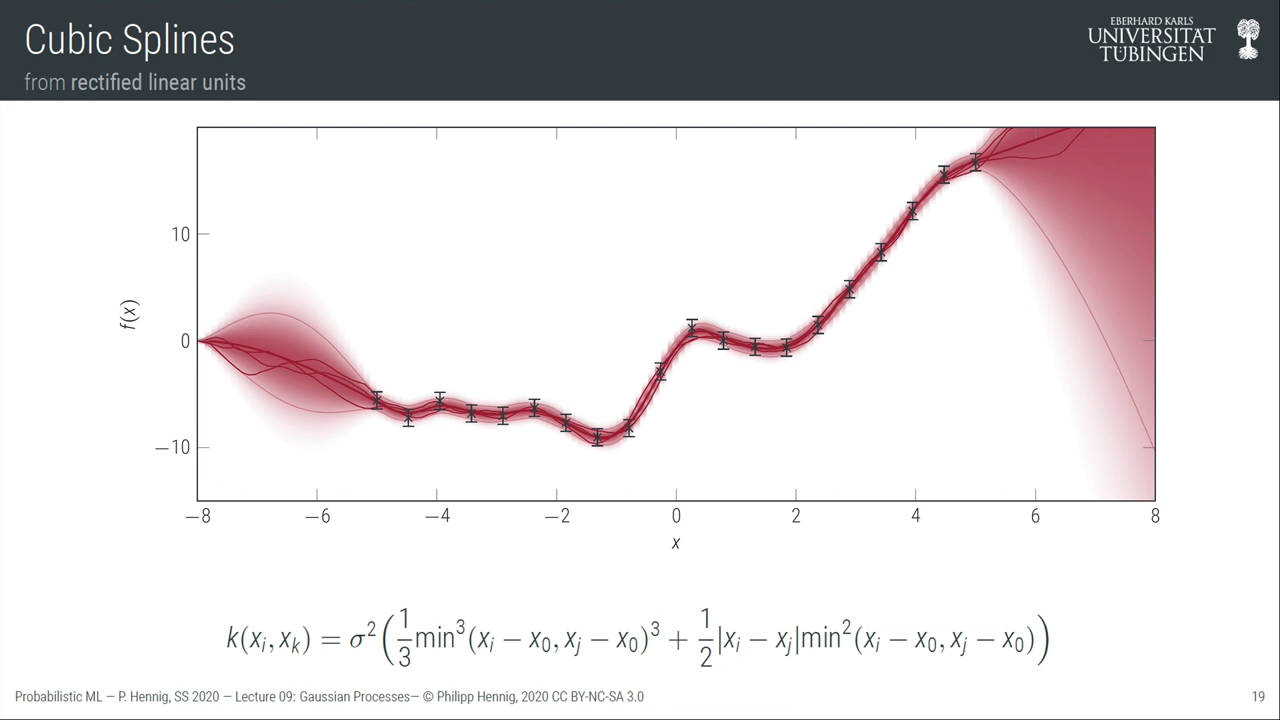 Cubic Splines
from rectified linear units
EBERHARD KARLS
UNIVERSITÄT
TÜBINGEN
10
0
−10
f(x)
−8 −6 −4 −2 0 2 4 6 8
x
k(xᵢ, xₖ) = σ²(1/3 min³(xᵢ − x₀, xⱼ − x₀)³ + 1/2 |xᵢ − xⱼ|min²(xᵢ − x₀, xⱼ − x₀))
Probabilistic ML — P. Hennig, SS 2020 — Lecture 09: Gaussian Processes— © Philipp Hennig, 2020 CC BY-NC-SA 3.0
19